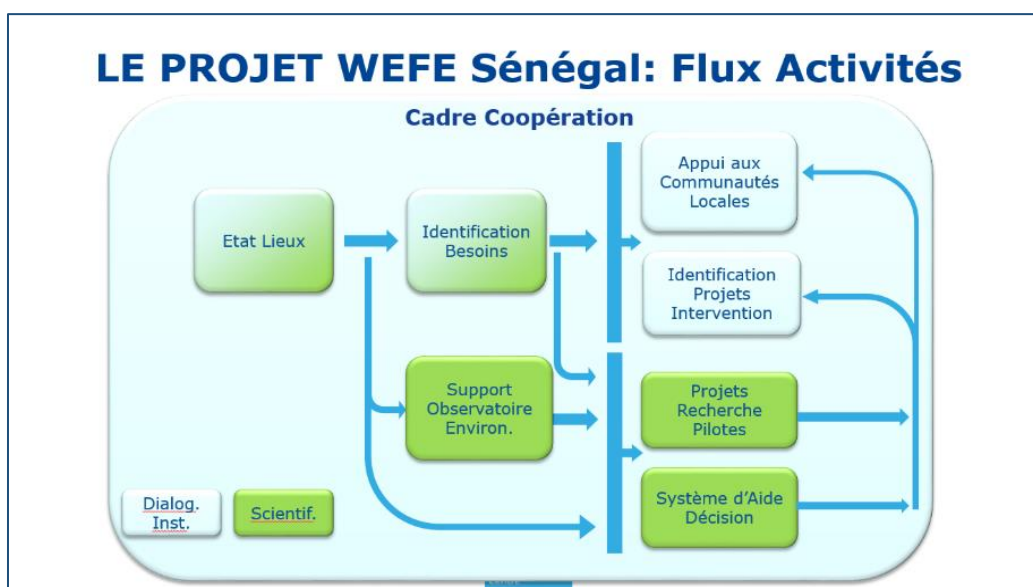 LE PROJET WEFE Sénégal: Flux Activités
Cadre Coopération
Etat Lieux
Identification
Besoins
Appui aux
Communautés
Locales
Identification
Projets
Intervention
Support
Observatoire
Environ.
Projets
Recherche
Pilotes
Système d'Aide
Décision
Dialog.
Inst.
Scientif.